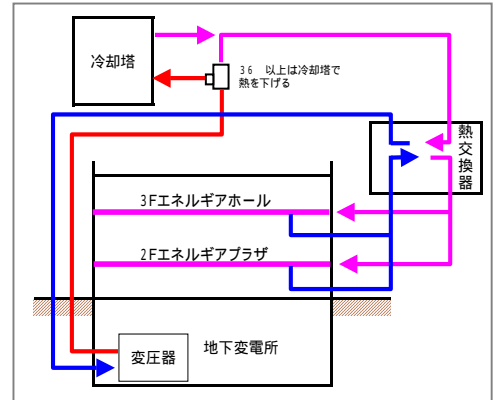 冷却塔
36 以上は冷却塔で
熱を下げる
熱交換器
3Fエネルギアホール
2Fエネルギアプラザ
地下変電所
変圧器